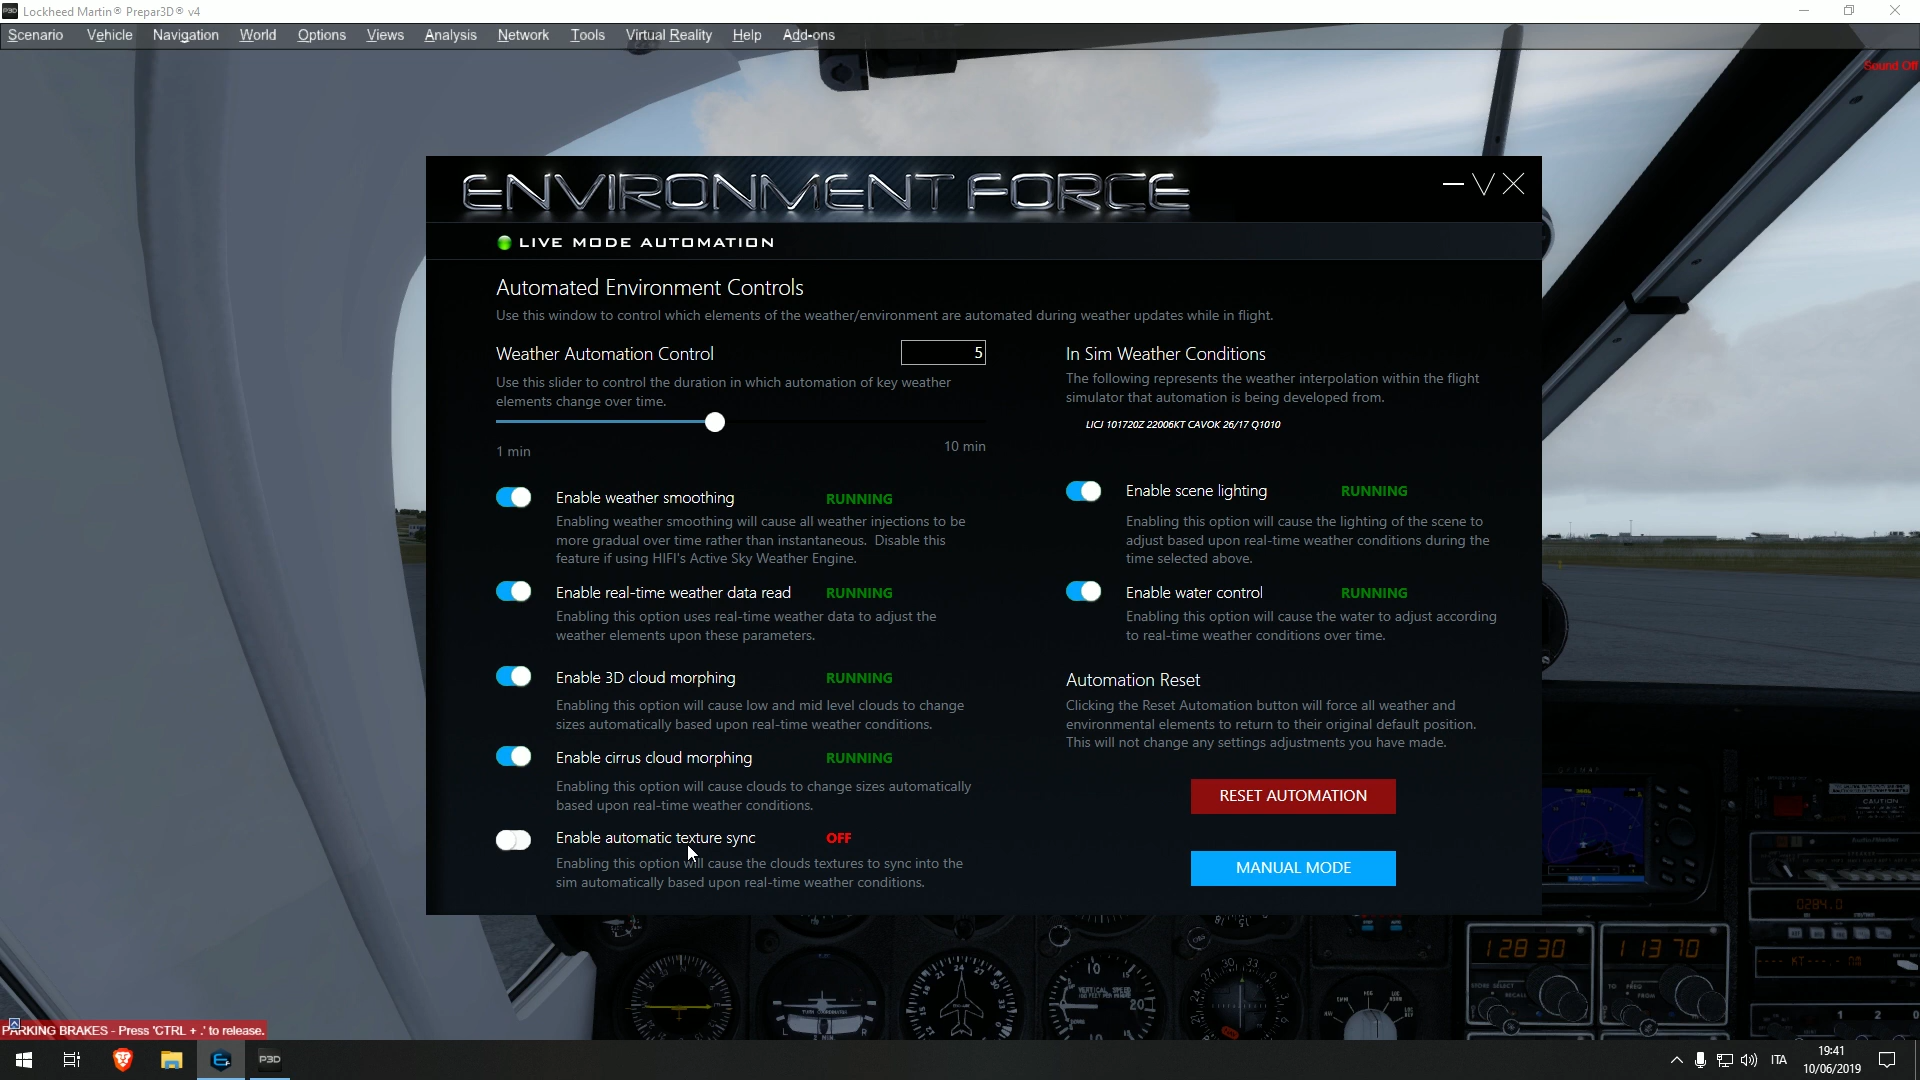 Lockheed Martin® Prepar3D® v4
Scenario Vehicle Navigation World Options Views Analysis Network Tools Virtual Reality Help Add-ons
Sound Off
ENVIRONMENT FORCE
LIVE MODE AUTOMATION
Automated Environment Controls
Use this window to control which elements of the weather/environment are automated during weather updates while in flight.
Weather Automation Control 5
Use this slider to control the duration in which automation of key weather
elements change over time.
1 min 10 min
In Sim Weather Conditions
The following represents the weather interpolation within the flight
simulator that automation is being developed from.
LICJ 101720Z 22006KT CAVOK 26/17 Q1010
Enable weather smoothing RUNNING
Enabling weather smoothing will cause all weather injections to be
more gradual over time rather than instantaneous. Disable this
feature if using HIFI's Active Sky Weather Engine.
Enable real-time weather data read RUNNING
Enabling this option uses real-time weather data to adjust the
weather elements upon these parameters.
Enable 3D cloud morphing RUNNING
Enabling this option will cause low and mid level clouds to change
sizes automatically based upon real-time weather conditions.
Enable cirrus cloud morphing RUNNING
Enabling this option will cause clouds to change sizes automatically
based upon real-time weather conditions.
Enable automatic texture sync OFF
Enabling this option will cause the clouds textures to sync into the
sim automatically based upon real-time weather conditions.
Enable scene lighting RUNNING
Enabling this option will cause the lighting of the scene to
adjust based upon real-time weather conditions during the
time selected above.
Enable water control RUNNING
Enabling this option will cause the water to adjust according
to real-time weather conditions over time.
Automation Reset
Clicking the Reset Automation button will force all weather and
environmental elements to return to their original default position.
This will not change any settings adjustments you have made.
RESET AUTOMATION
MANUAL MODE
CAUTION
0284.0
128 30
113 70
VERTICAL SPEED
PARKING BRAKES - Press 'CTRL + .' to release.
P3D
ITA
19:41
10/06/2019